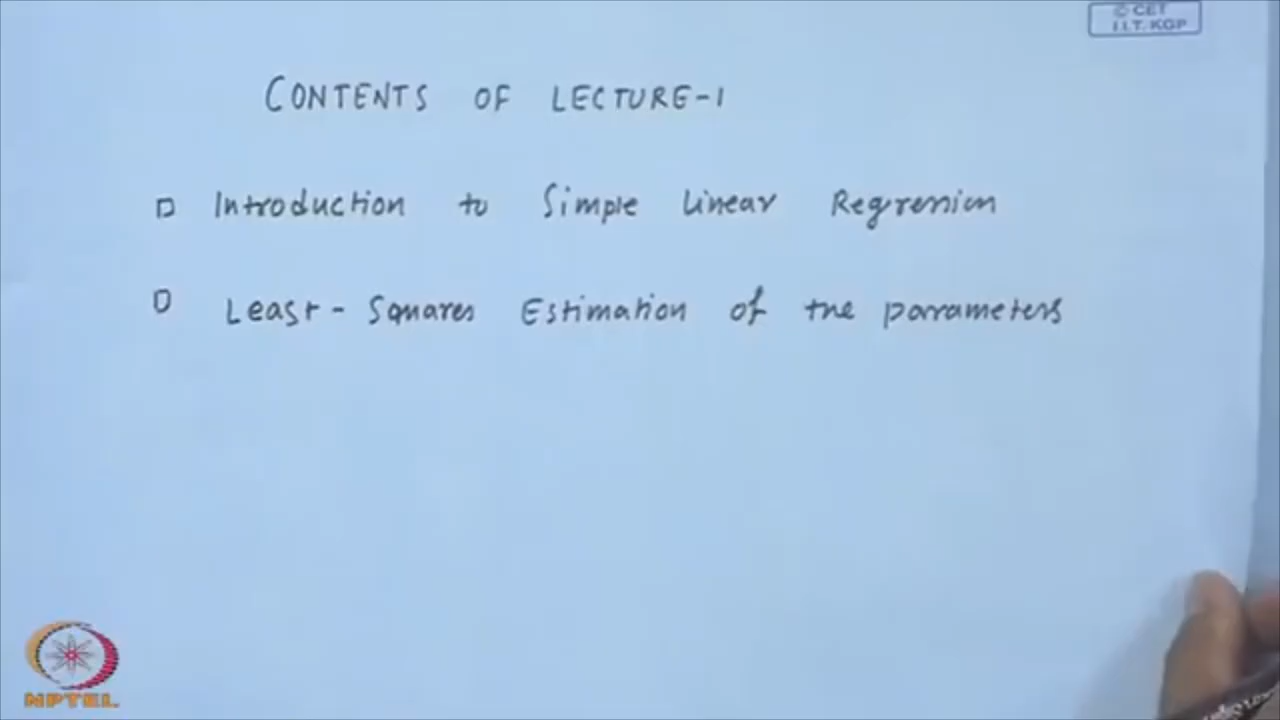 © CET
I.I.T. KGP
CONTENTS OF LECTURE-1
Introduction to Simple Linear Regression
Least-Squares Estimation of the parameters
NPTEL